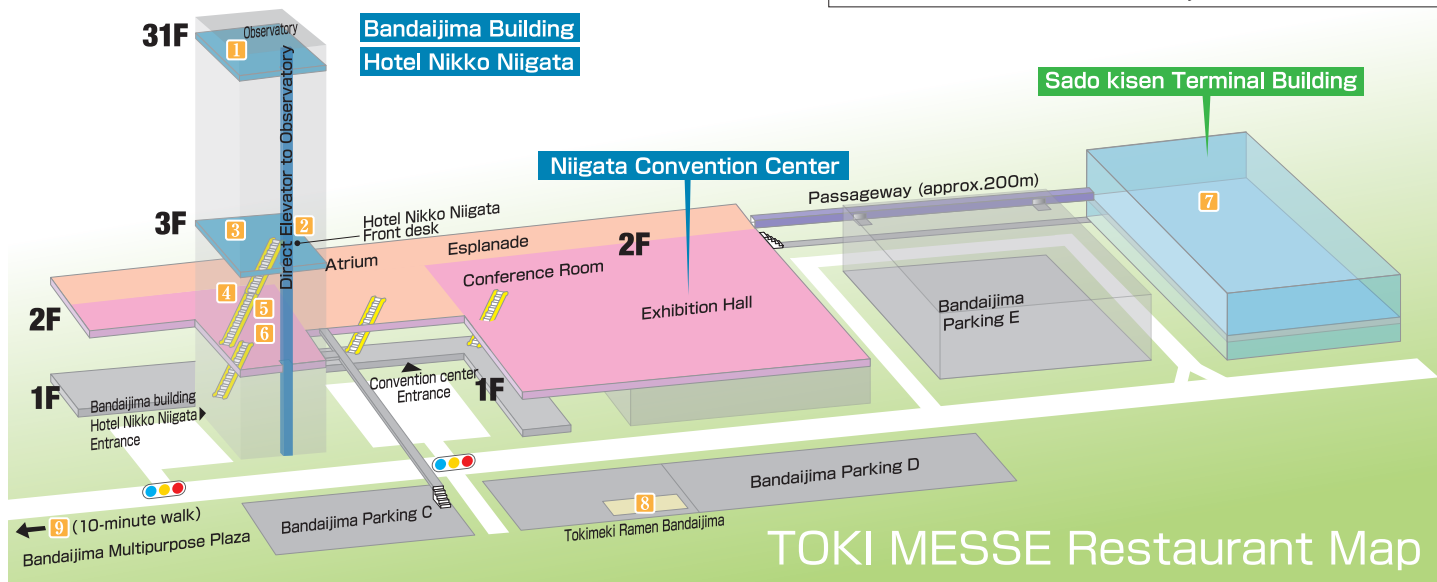 31F
Observatory
1
Bandaijima Building
Hotel Nikko Niigata
Sado kisen Terminal Building
Direct Elevator to Observatory
Niigata Convention Center
Passageway (approx.200m)
7
3F
3
2
Hotel Nikko Niigata
Front desk
Atrium
Esplanade
2F
Conference Room
Exhibition Hall
4
5
6
2F
Bandaijima
Parking E
1F
Bandaijima building
Hotel Nikko Niigata
Entrance
Convention center
Entrance
1F
Bandaijima Parking D
8
Tokimeki Ramen Bandaijima
Bandaijima Parking C
9 (10-minute walk)
Bandaijima Multipurpose Plaza
TOKI MESSE Restaurant Map